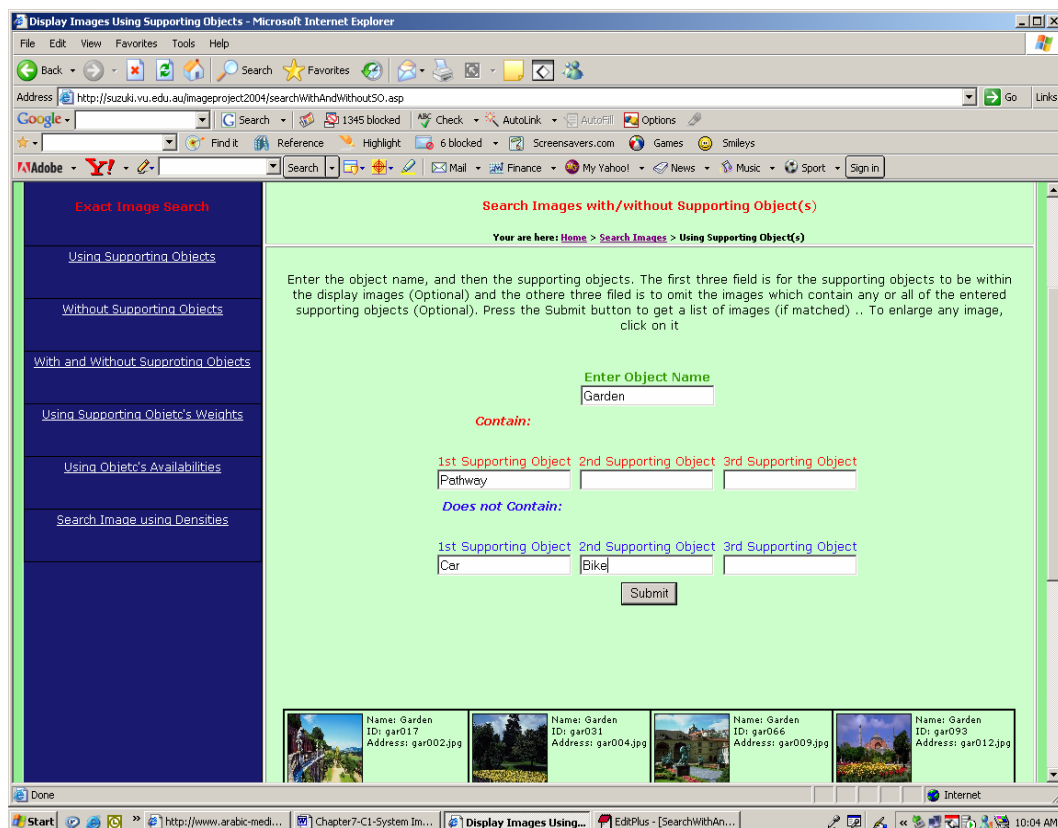 Display Images Using Supporting Objects - Microsoft Internet Explorer
File Edit View Favorites Tools Help
Back Search Favorites
Address http://suzuki.vu.edu.au/imageproject2004/searchWithAndWithoutSO.asp Go Links
Google Search 1345 blocked ABC Check AutoLink AutoFill Options
Find it Reference Highlight 6 blocked Screensavers.com Games Smileys
Adobe Y! Search Mail Finance My Yahoo! News Music Sport Sign in
Exact Image Search
Using Supporting Objects
Without Supporting Objects
With and Without Supproting Objects
Using Supporting Objetc's Weights
Using Objetc's Availabilities
Search Image using Densities
Search Images with/without Supporting Object(s)
Your are here: Home > Search Images > Using Supporting Object(s)
Enter the object name, and then the supporting objects. The first three field is for the supporting objects to be within
the display images (Optional) and the othere three filed is to omit the images which contain any or all of the entered
supporting objects (Optional). Press the Submit button to get a list of images (if matched) .. To enlarge any image,
click on it
Enter Object Name
Garden
Contain:
1st Supporting Object 2nd Supporting Object 3rd Supporting Object
Pathway
Does not Contain:
1st Supporting Object 2nd Supporting Object 3rd Supporting Object
Car Bike
Submit
Name: Garden
ID: gar017
Address: gar002.jpg
Name: Garden
ID: gar031
Address: gar004.jpg
Name: Garden
ID: gar066
Address: gar009.jpg
Name: Garden
ID: gar093
Address: gar012.jpg
Done Internet
Start » http://www.arabic-medi... Chapter7-C1-System Im... Display Images Using... EditPlus - [SearchWithAn... « 10:04 AM